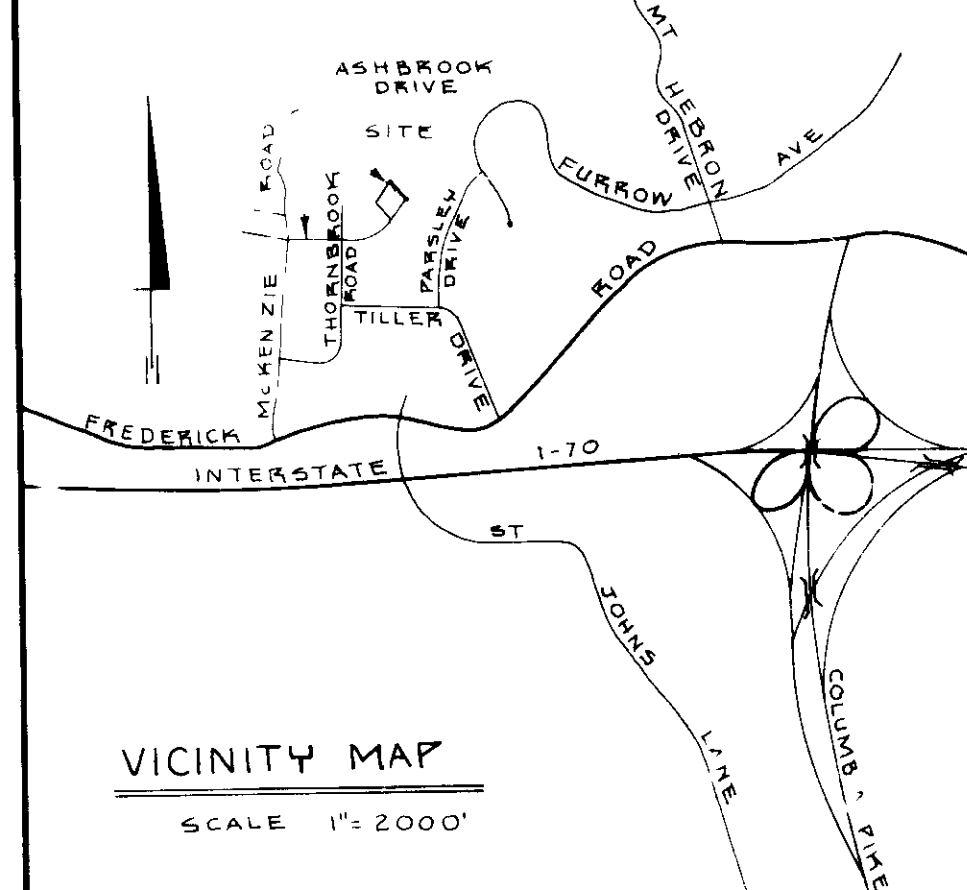 MT HEBRON
DRIVE
ASHBROOK
DRIVE
SITE
FURROW AVE
McKENZIE ROAD
THORNBROOK
ROAD
PARSLEY
DRIVE
TILLER DRIVE
FREDERICK ROAD
INTERSTATE I-70
ST JOHNS LANE
PIKE
VICINITY MAP
SCALE 1"= 2000'